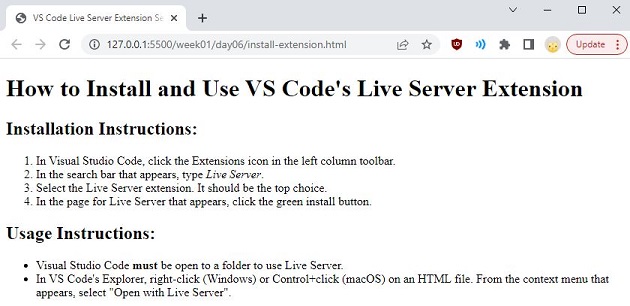 VS Code Live Server Extension Se
127.0.0.1:5500/week01/day06/install-extension.html
Update
How to Install and Use VS Code's Live Server Extension
Installation Instructions:
1. In Visual Studio Code, click the Extensions icon in the left column toolbar.
2. In the search bar that appears, type Live Server.
3. Select the Live Server extension. It should be the top choice.
4. In the page for Live Server that appears, click the green install button.
Usage Instructions:
• Visual Studio Code must be open to a folder to use Live Server.
• In VS Code's Explorer, right-click (Windows) or Control+click (macOS) on an HTML file. From the context menu that
appears, select "Open with Live Server".